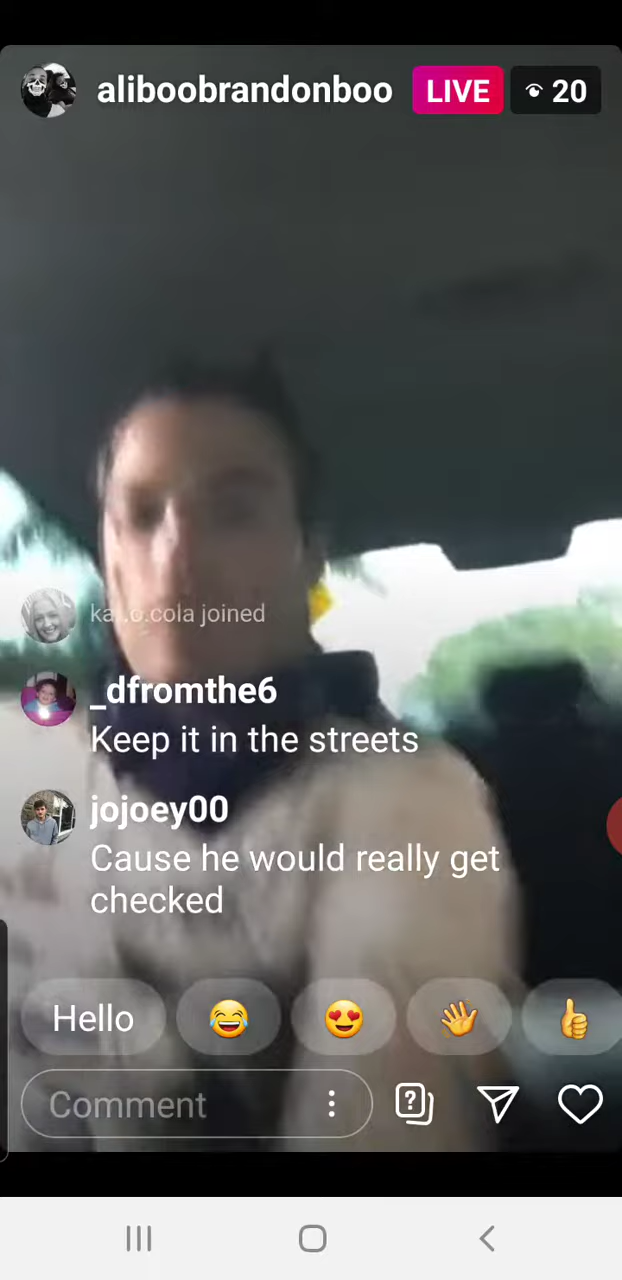 aliboobrandonboo LIVE 20
joined
_dfromthe6
Keep it in the streets
jojoey00
Cause he would really get
checked
Hello
Comment